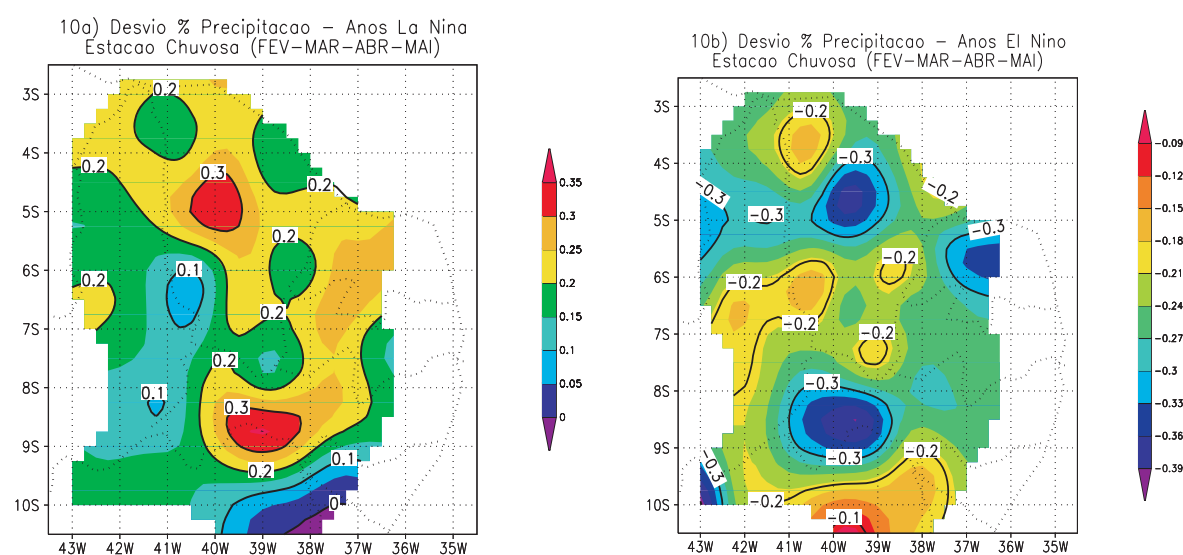 10a) Desvio % Precipitacao - Anos La Nina
Estacao Chuvosa (FEV-MAR-ABR-MAI)
3S
4S
5S
6S
7S
8S
9S
10S
43W 42W 41W 40W 39W 38W 37W 36W 35W
0.2
0.2
0.3
0.2
0.2
0.1
0.2
0.2
0.2
0.1
0.3
0.2
0.1
0
0.35
0.3
0.25
0.2
0.15
0.1
0.05
0
10b) Desvio % Precipitacao - Anos El Nino
Estacao Chuvosa (FEV-MAR-ABR-MAI)
3S
4S
5S
6S
7S
8S
9S
10S
43W 42W 41W 40W 39W 38W 37W 36W 35W
-0.2
-0.3
-0.3
-0.2
-0.3
-0.3
-0.2
-0.2
-0.2
-0.2
-0.3
-0.2
-0.3
-0.3
-0.2
-0.1
-0.09
-0.12
-0.15
-0.18
-0.21
-0.24
-0.27
-0.3
-0.33
-0.36
-0.39